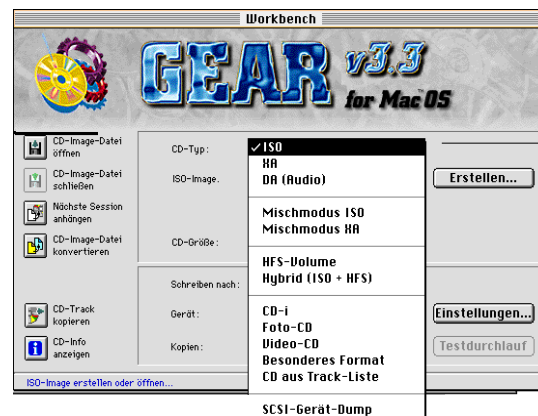 Workbench
GEAR v3.3
for Mac OS
CD-Image-Datei
öffnen
CD-Image-Datei
schließen
Nächste Session
anhängen
CD-Image-Datei
konvertieren
CD-Track
kopieren
CD-Info
anzeigen
CD-Typ:
ISO-Image.
CD-Größe:
Schreiben nach:
Gerät:
Kopien:
✓ISO
XA
DA (Audio)
Mischmodus ISO
Mischmodus XA
HFS-Volume
Hybrid (ISO + HFS)
CD-i
Foto-CD
Video-CD
Besonderes Format
CD aus Track-Liste
SCSI-Gerät-Dump
Erstellen...
Einstellungen...
Testdurchlauf
ISO-Image erstellen oder öffnen...